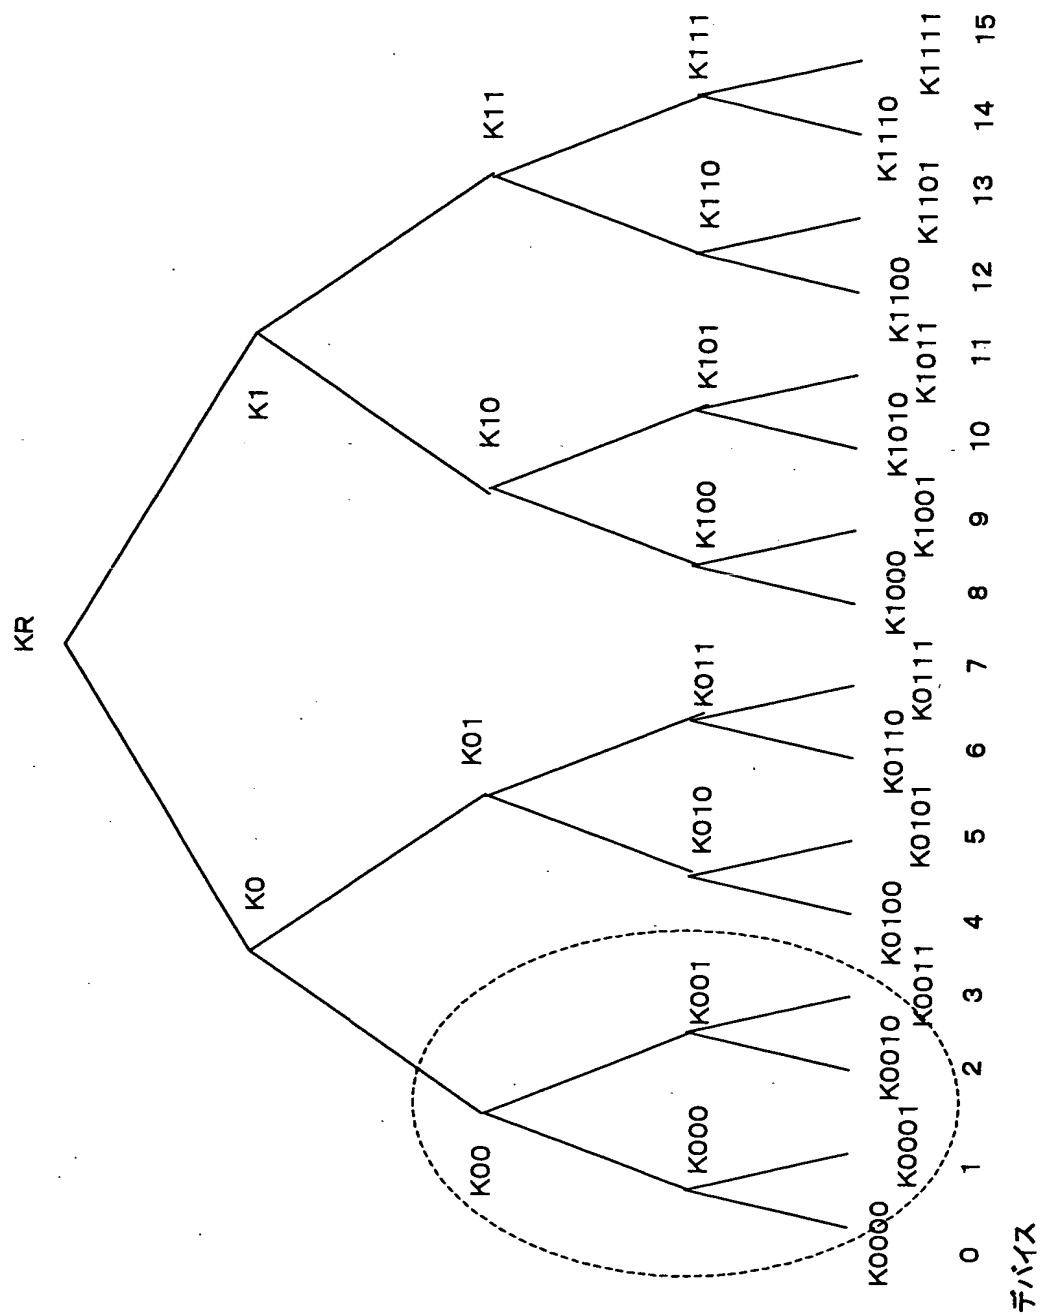 KR
K0
K1
K00
K01
K10
K11
K000
K001
K010
K011
K100
K101
K110
K111
K0000
K0001
K0010
K0011
K0100
K0101
K0110
K0111
K1000
K1001
K1010
K1011
K1100
K1101
K1110
K1111
0 1 2 3 4 5 6 7 8 9 10 11 12 13 14 15
デバイス